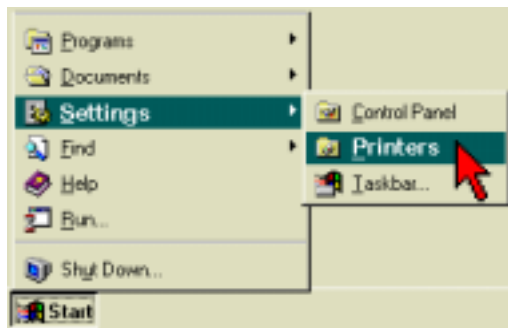 Programs
Documents
Settings
Find
Help
Run...
Shut Down...
Start
Control Panel
Printers
Taskbar...